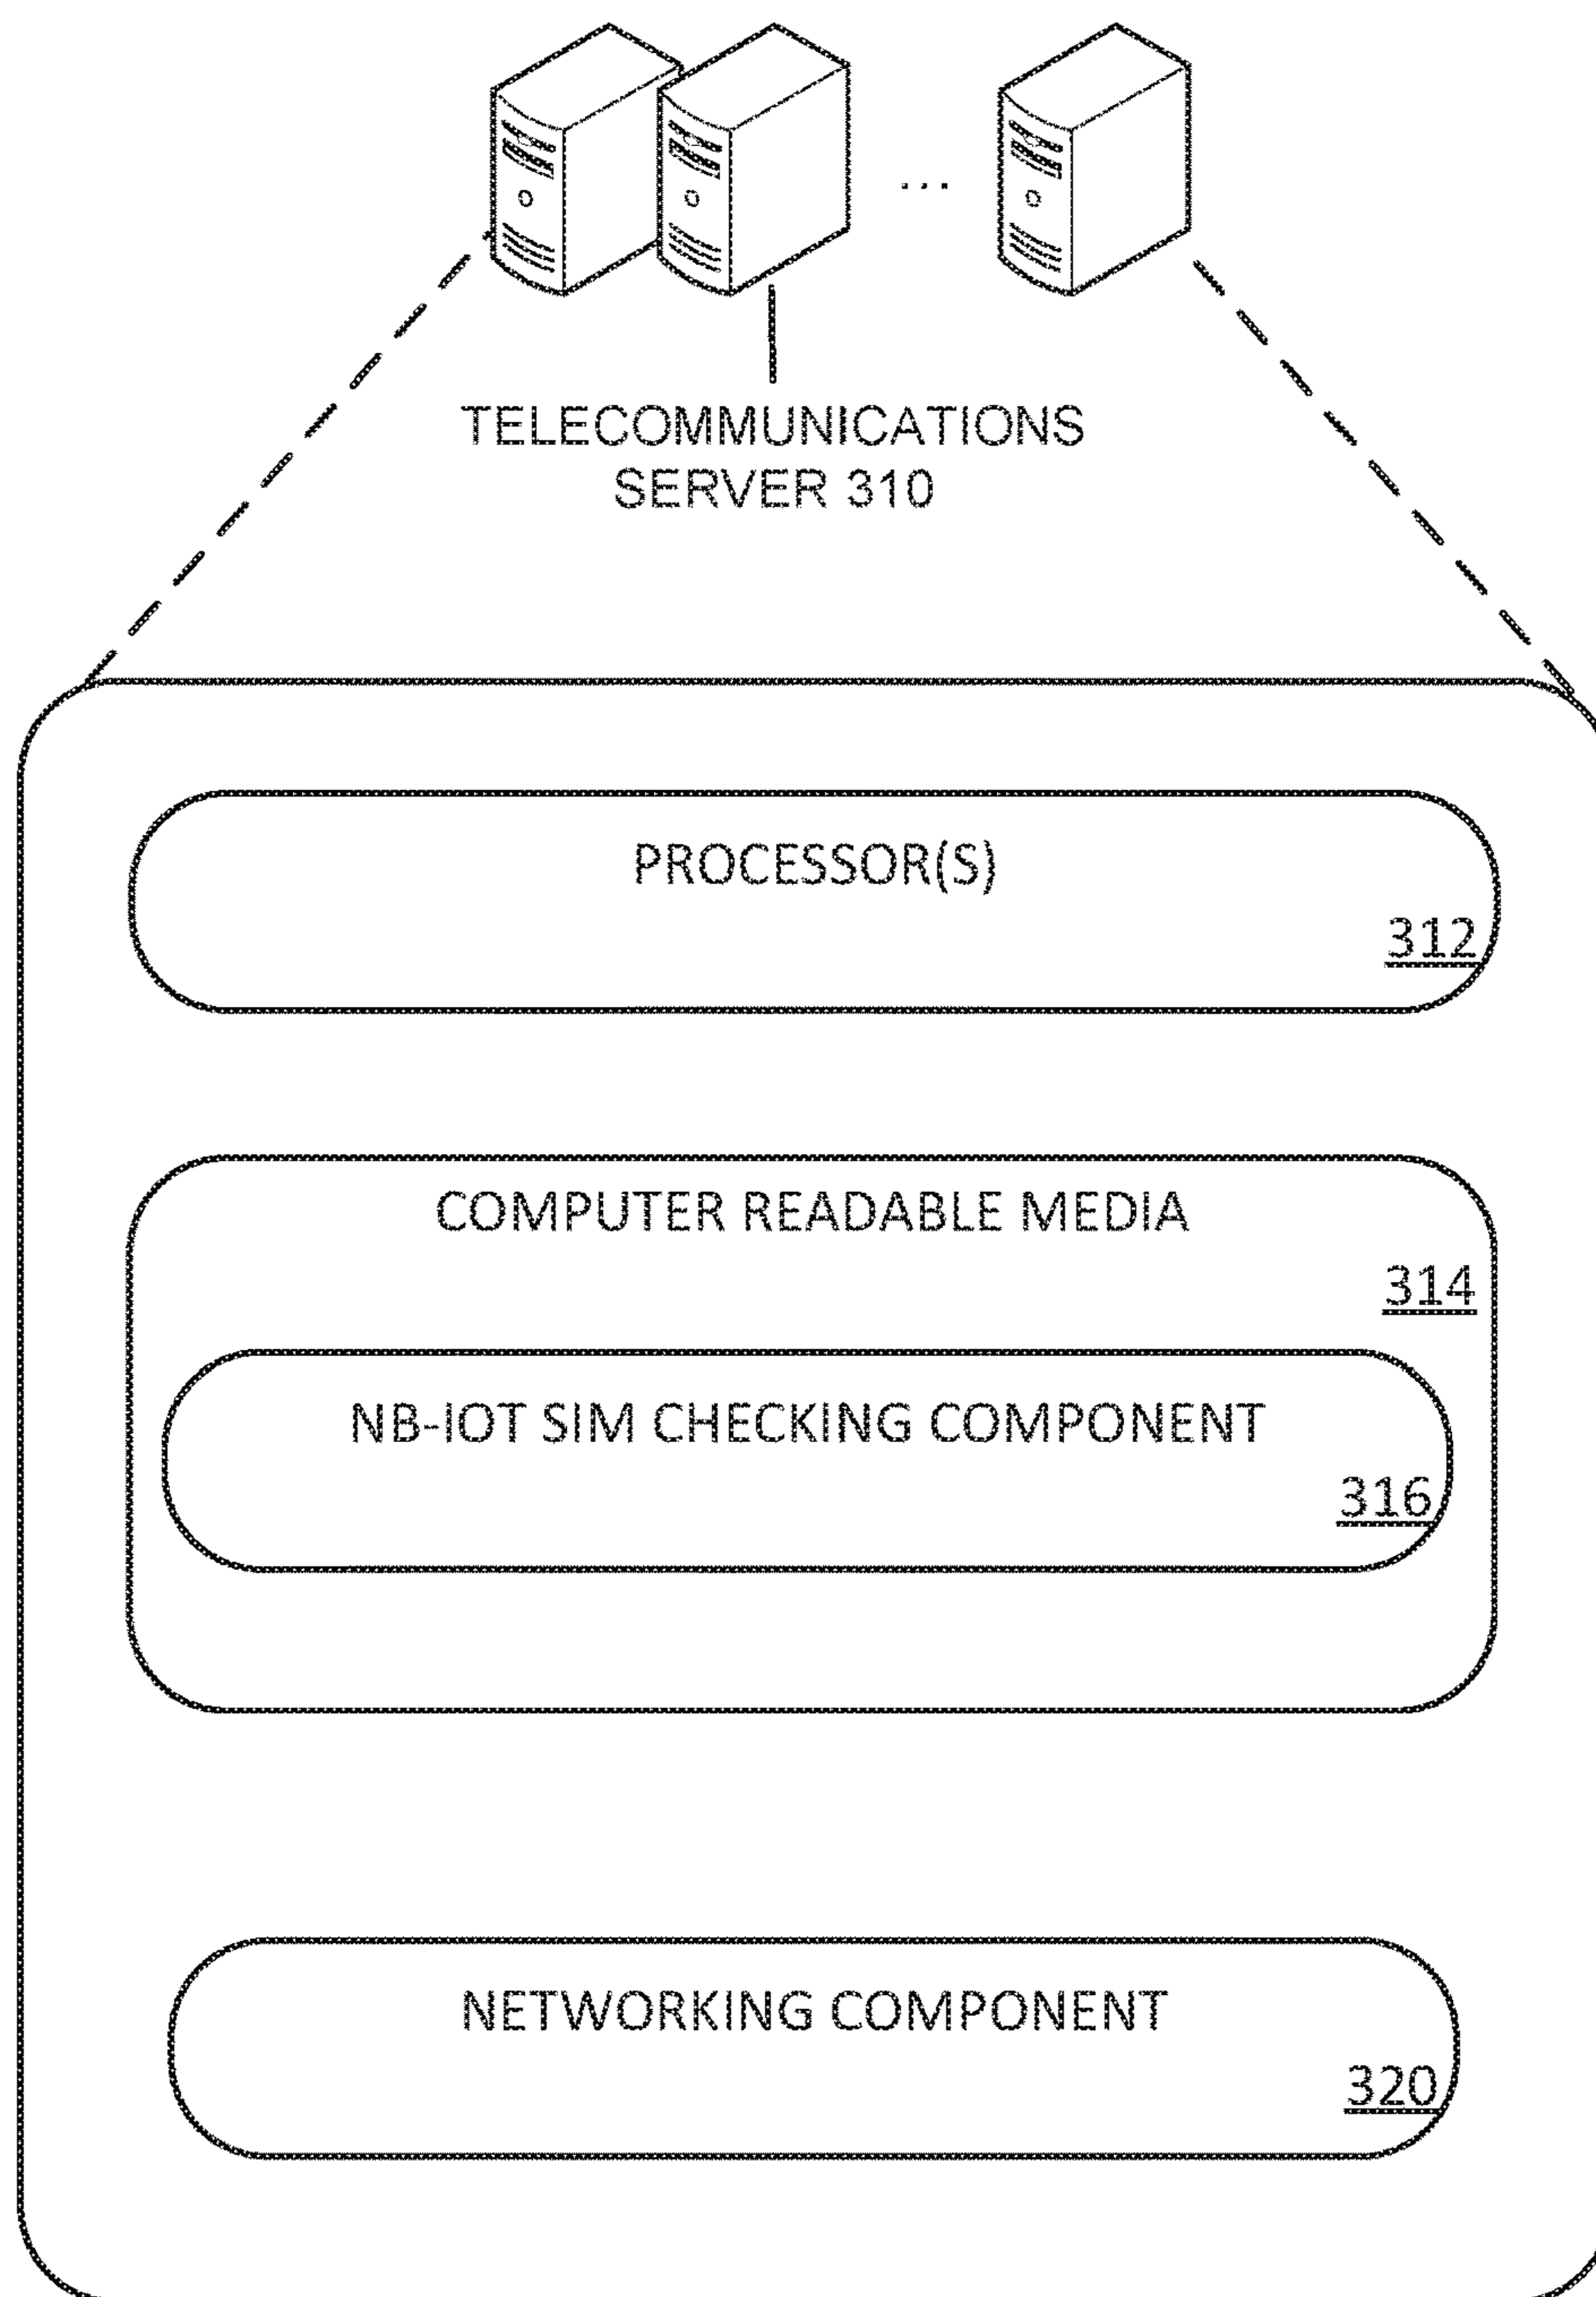 ...
TELECOMMUNICATIONS
SERVER 310
PROCESSOR(S)
312
COMPUTER READABLE MEDIA
314
NB-IOT SIM CHECKING COMPONENT
316
NETWORKING COMPONENT
320